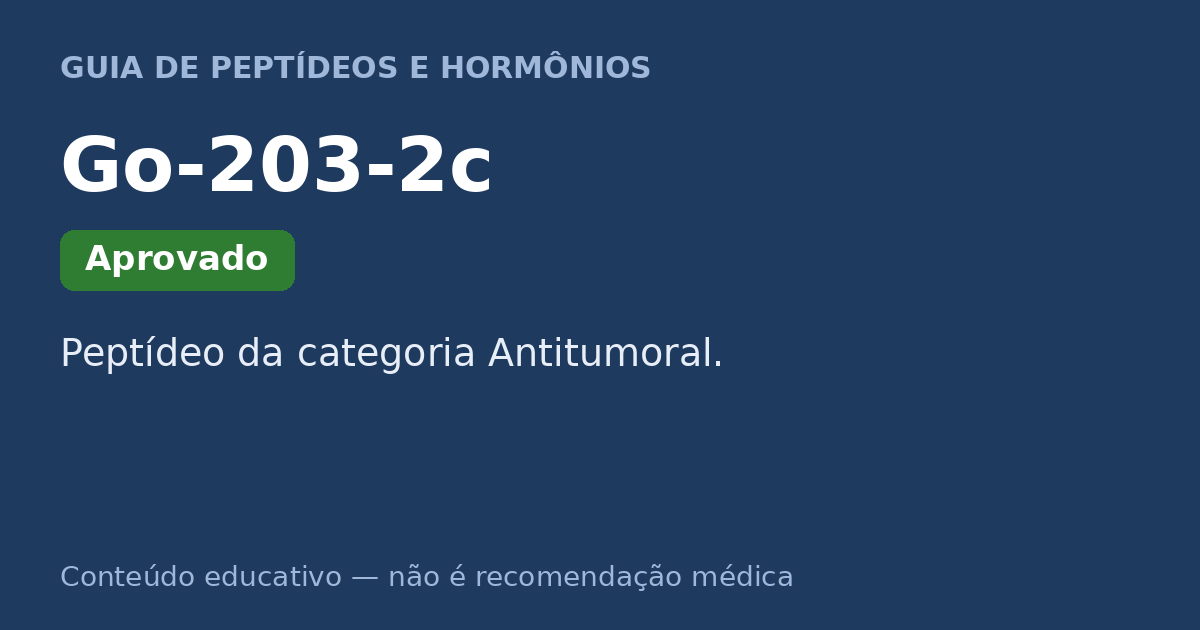 GUIA DE PEPTÍDEOS E HORMÔNIOS
Go-203-2c
Aprovado
Peptídeo da categoria Antitumoral.
Conteúdo educativo — não é recomendação médica